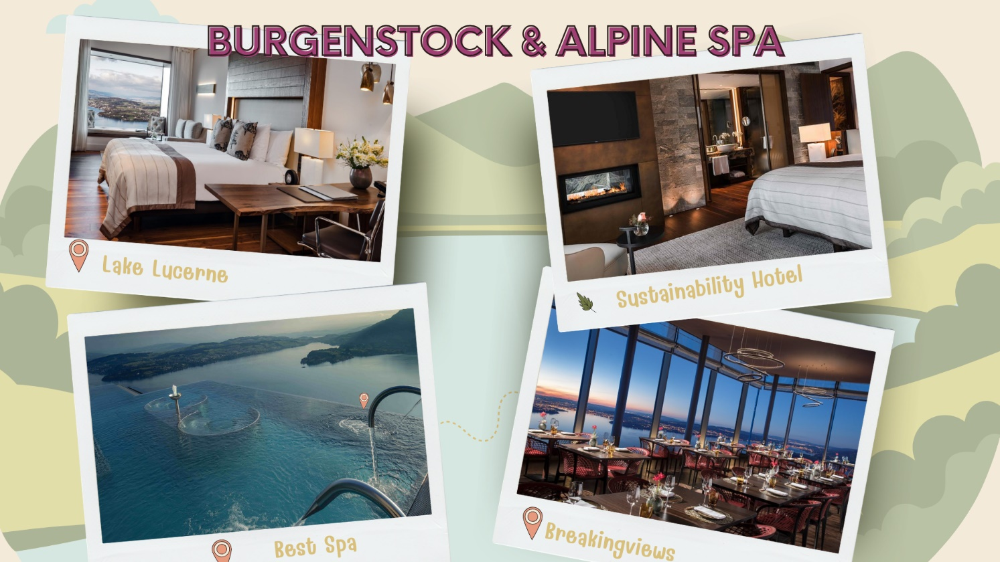 BURGENSTOCK & ALPINE SPA
Lake Lucerne
Sustainability Hotel
Best Spa
Breakingviews